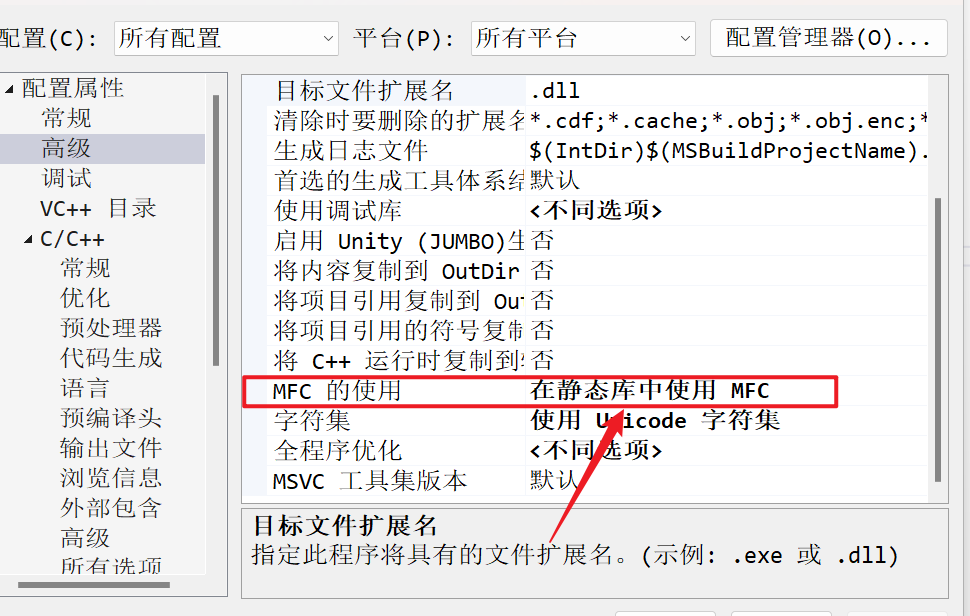 配置(C): 所有配置 平台(P): 所有平台 配置管理器(O)...
配置属性
常规
高级
调试
VC++ 目录
C/C++
常规
优化
预处理器
代码生成
语言
预编译头
输出文件
浏览信息
外部包含
高级
所有选项
目标文件扩展名 .dll
清除时要删除的扩展名 *.cdf;*.cache;*.obj;*.obj.enc;*
生成日志文件 $(IntDir)$(MSBuildProjectName).
首选的生成工具体系结 默认
使用调试库 <不同选项>
启用 Unity (JUMBO)生 否
将内容复制到 OutDir 否
将项目引用复制到 Out 否
将项目引用的符号复制 否
将 C++ 运行时复制到 否
MFC 的使用 在静态库中使用 MFC
字符集 使用 Unicode 字符集
全程序优化 <不同选项>
MSVC 工具集版本 默认
目标文件扩展名
指定此程序将具有的文件扩展名。(示例: .exe 或 .dll)